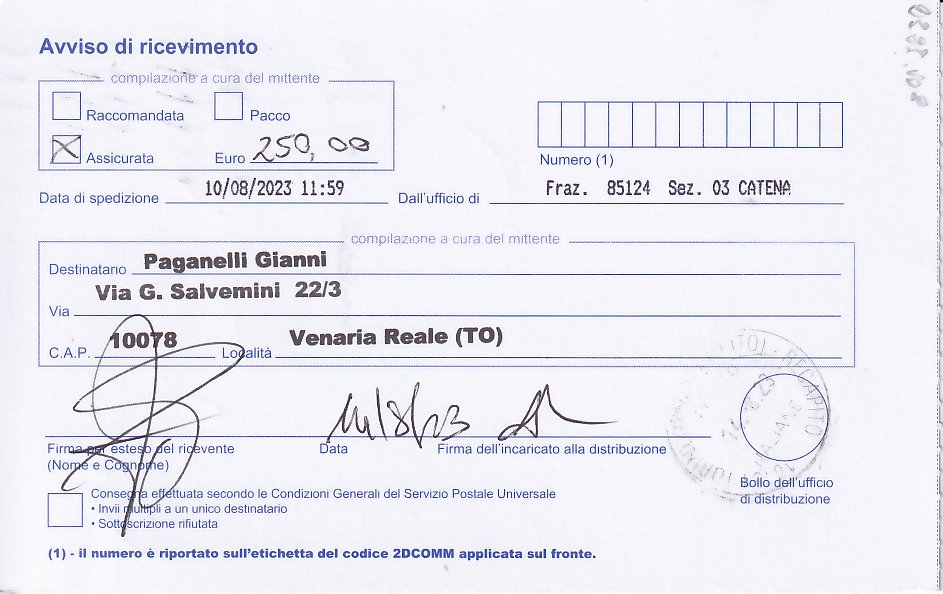 Avviso di ricevimento
compilazione a cura del mittente
Raccomandata Pacco
Assicurata Euro 250,00
Numero (1)
Data di spedizione 10/08/2023 11:59 Dall'ufficio di Fraz. 85124 Sez. 03 CATENA
compilazione a cura del mittente
Destinatario Paganelli Gianni
Via G. Salvemini 22/3
Via
C.A.P. 10078 Località Venaria Reale (TO)
14/8/23
Firma per esteso del ricevente Data Firma dell'incaricato alla distribuzione
(Nome e Cognome)
Bollo dell'ufficio
di distribuzione
Consegna effettuata secondo le Condizioni Generali del Servizio Postale Universale
• Invii multipli a un unico destinatario
• Sottoscrizione rifiutata
(1) - il numero è riportato sull'etichetta del codice 2DCOMM applicata sul fronte.